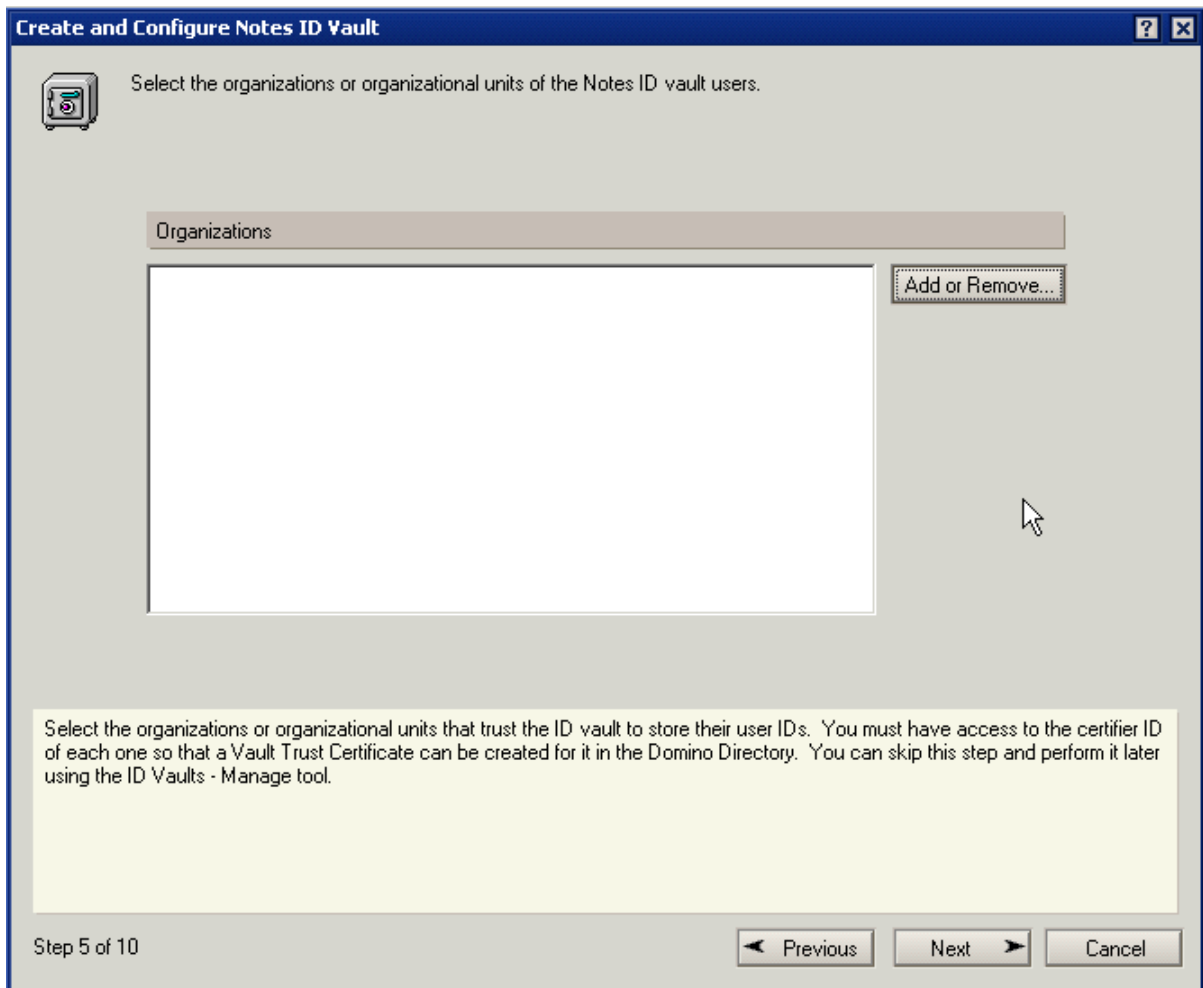 Create and Configure Notes ID Vault
Select the organizations or organizational units of the Notes ID vault users.
Organizations
Add or Remove...
Select the organizations or organizational units that trust the ID vault to store their user IDs.  You must have access to the certifier ID
of each one so that a Vault Trust Certificate can be created for it in the Domino Directory.  You can skip this step and perform it later
using the ID Vaults - Manage tool.
Step 5 of 10
Previous
Next
Cancel